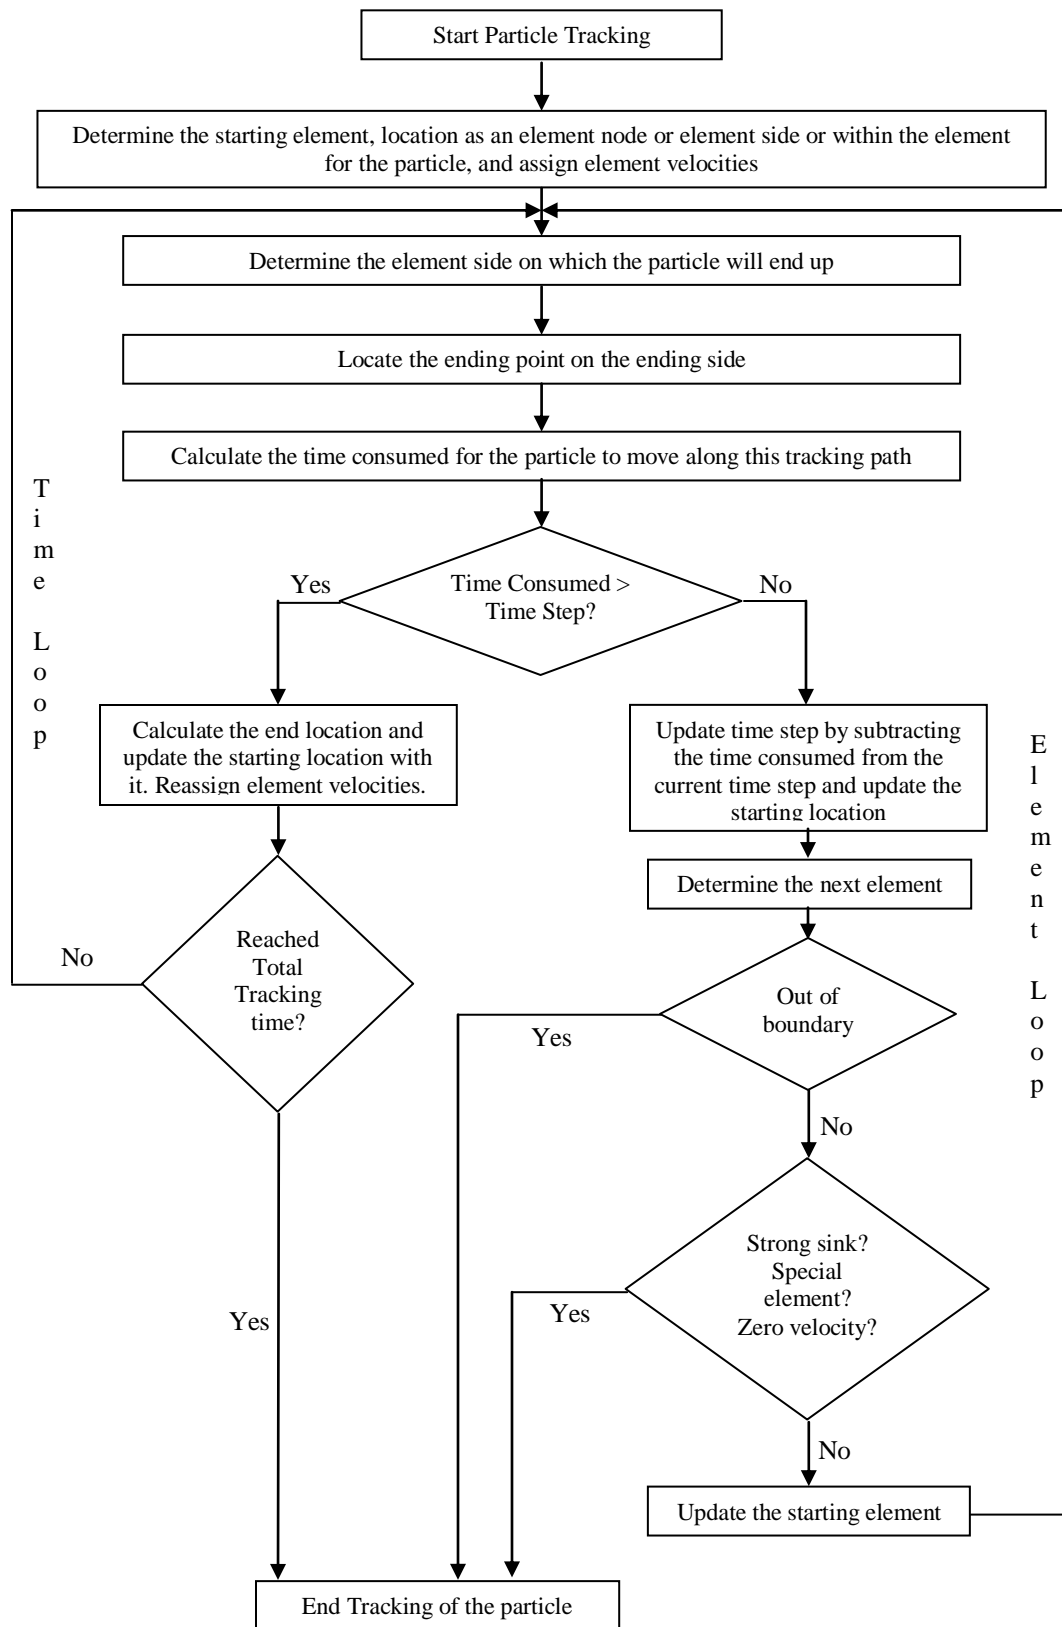 Start Particle Tracking
Determine the starting element, location as an element node or element side or within the element
for the particle, and assign element velocities
Determine the element side on which the particle will end up
Locate the ending point on the ending side
Calculate the time consumed for the particle to move along this tracking path
Time Loop
Yes
Time Consumed >
Time Step?
No
Calculate the end location and
update the starting location with
it. Reassign element velocities.
Update time step by subtracting
the time consumed from the
current time step and update the
starting location
Element Loop
Determine the next element
No
Reached
Total
Tracking
time?
Out of
boundary
Yes
No
Strong sink?
Special
element?
Zero velocity?
Yes
Yes
No
Update the starting element
End Tracking of the particle